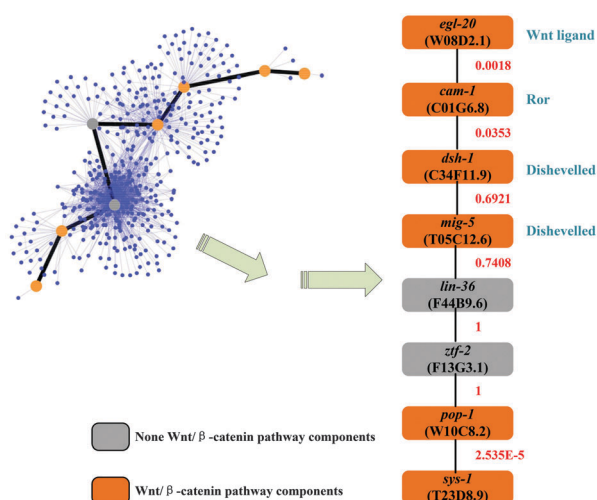 egl-20
(W08D2.1)
Wnt ligand
0.0018
cam-1
(C01G6.8)
Ror
0.0353
dsh-1
(C34F11.9)
Dishevelled
0.6921
mig-5
(T05C12.6)
Dishevelled
0.7408
lin-36
(F44B9.6)
1
ztf-2
(F13G3.1)
1
pop-1
(W10C8.2)
2.535E-5
sys-1
(T23D8.9)
None Wnt/β-catenin pathway components
Wnt/β-catenin pathway components